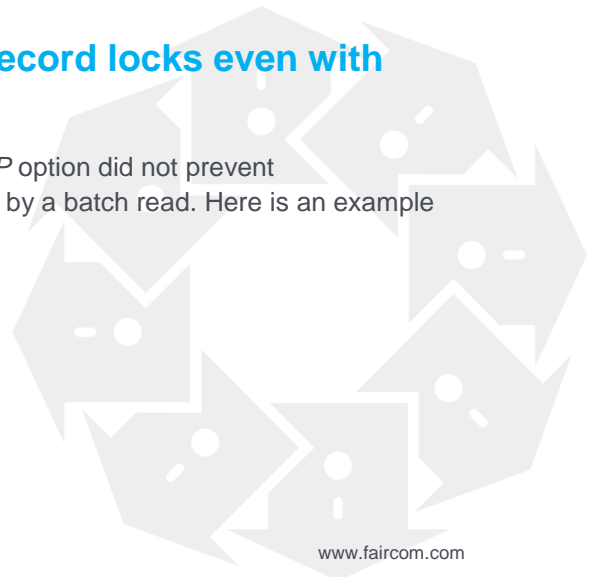 ecord locks even with
P option did not prevent
by a batch read. Here is an example
www.faircom.com